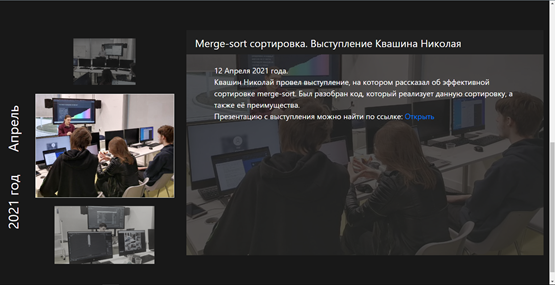 Merge-sort сортировка. Выступление Квашина Николая
12 Апреля 2021 года.
Квашин Николай провел выступление, на котором рассказал об эффективной
сортировке merge-sort. Был разобран код, который реализует данную сортировку, а
также её преимущества.
Презентацию с выступления можно найти по ссылке: Открыть
2021 год
Апрель